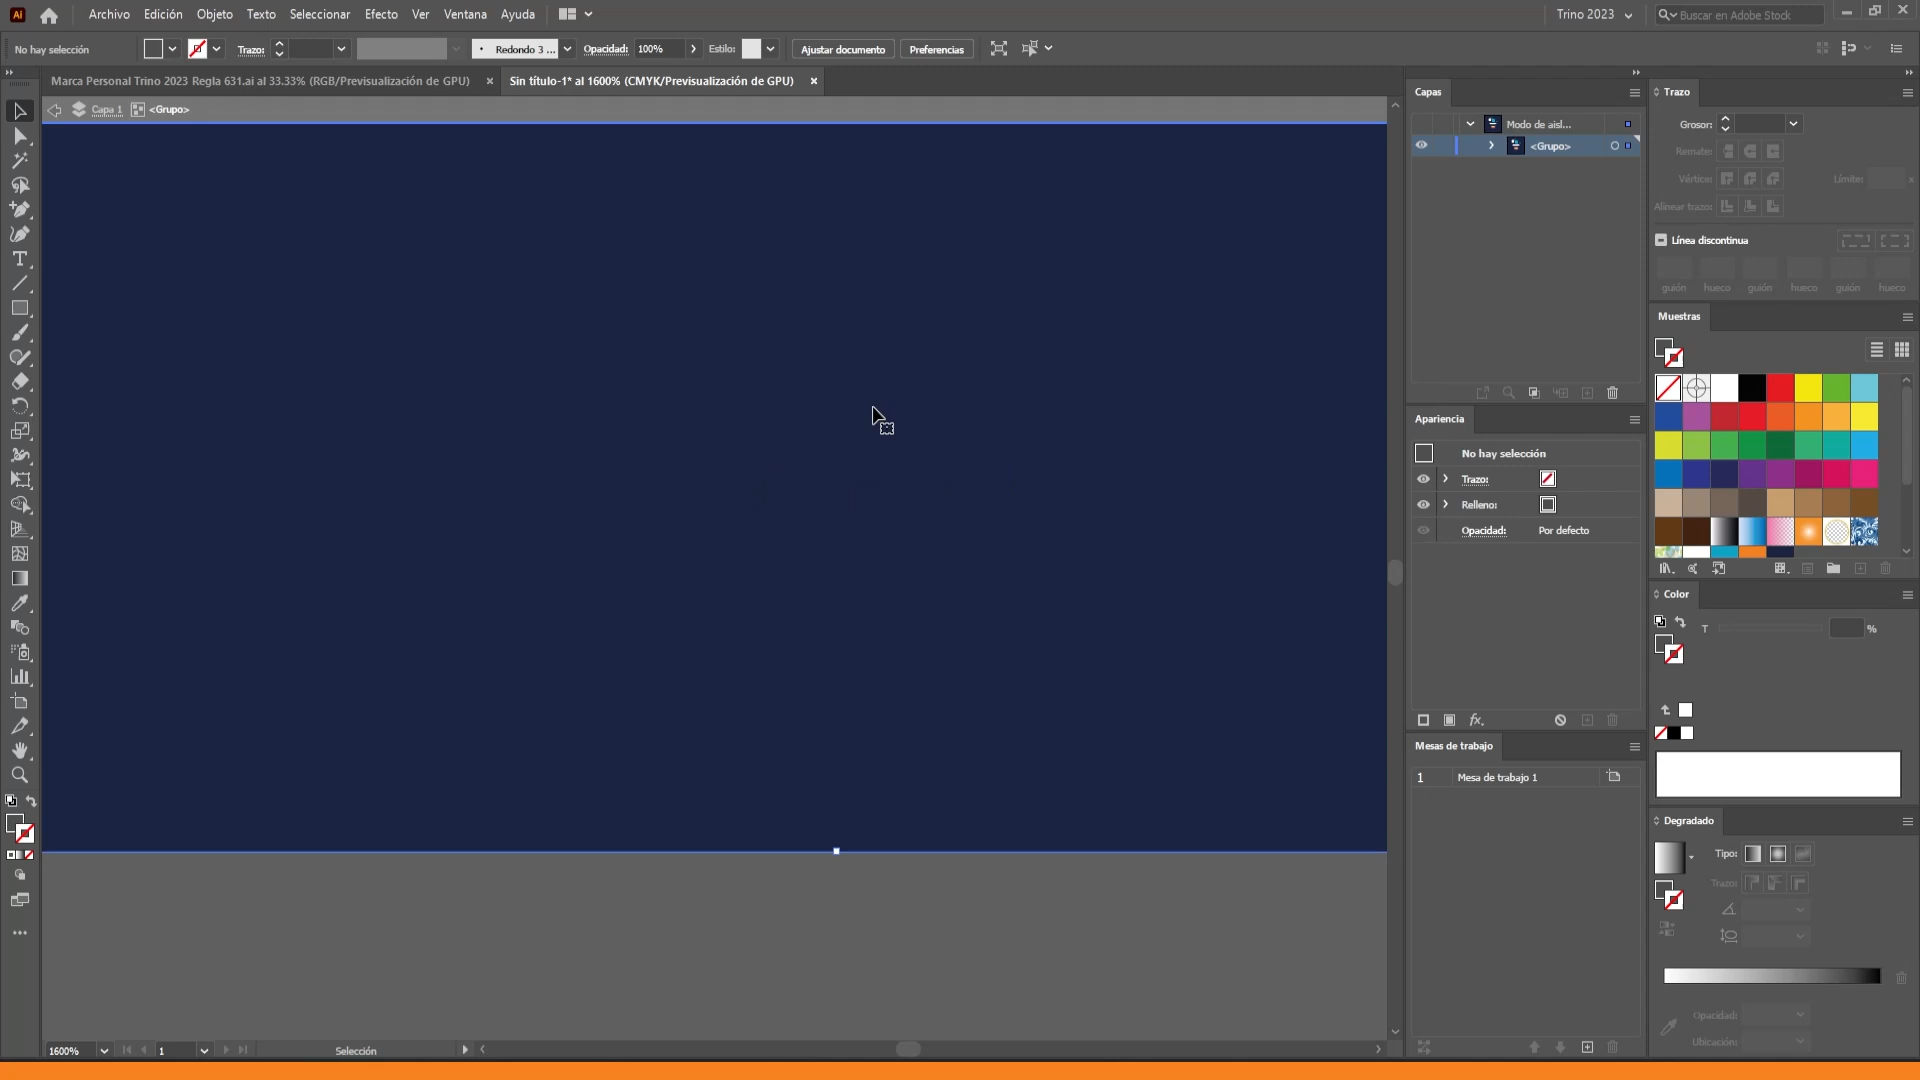 Ai Archivo Edición Objeto Texto Seleccionar Efecto Ver Ventana Ayuda Trino 2023 Buscar en Adobe Stock
No hay selección Trazo: Redondo 3 ... Opacidad: 100% Estilo: Ajustar documento Preferencias
Marca Personal Trino 2023 Regla 631.ai al 33.33% (RGB/Previsualización de GPU) × Sin título-1* al 1600% (CMYK/Previsualización de GPU) ×
Capa 1 <Grupo>
Capas
Modo de aisl...
<Grupo>
Apariencia
No hay selección
Trazo:
Relleno:
Opacidad: Por defecto
fx.
Mesas de trabajo
1 Mesa de trabajo 1
Trazo
Grosor:
Remate:
Vértice: Límite: x
Alinear trazo:
Línea discontinua
guión hueco guión hueco guión hueco
Muestras
Color
T %
Degradado
Tipo:
Trazo:
Opacidad:
Ubicación:
1600% 1 Selección